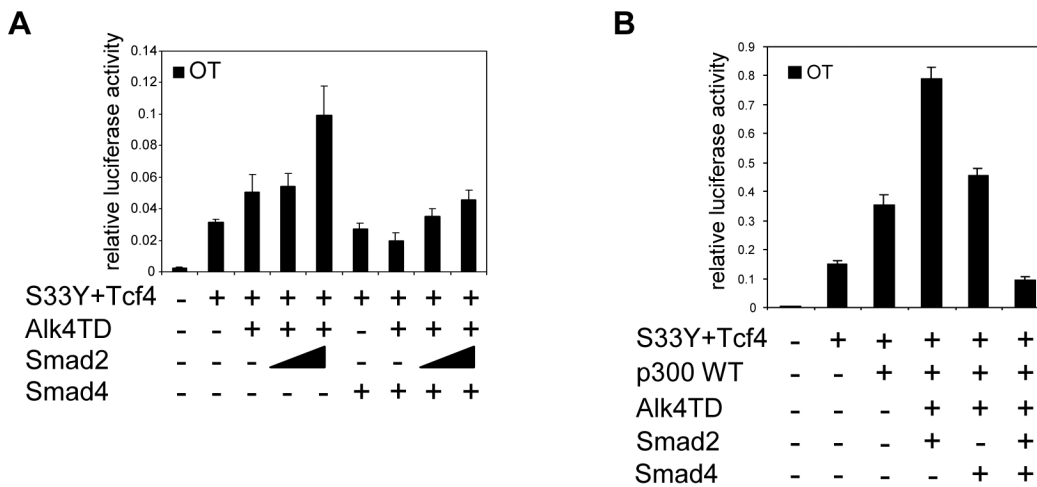 A
relative luciferase activity
0.14
0.12
0.1
0.08
0.06
0.04
0.02
0
OT
S33Y+Tcf4 - + + + + + + + +
Alk4TD - - + + + - + + +
Smad2 - - - - -
Smad4 - - - - - + + + +
B
relative luciferase activity
0.9
0.8
0.7
0.6
0.5
0.4
0.3
0.2
0.1
0
OT
S33Y+Tcf4 - + + + + +
p300 WT - - + + + +
Alk4TD - - - + + +
Smad2 - - - + - +
Smad4 - - - - + +